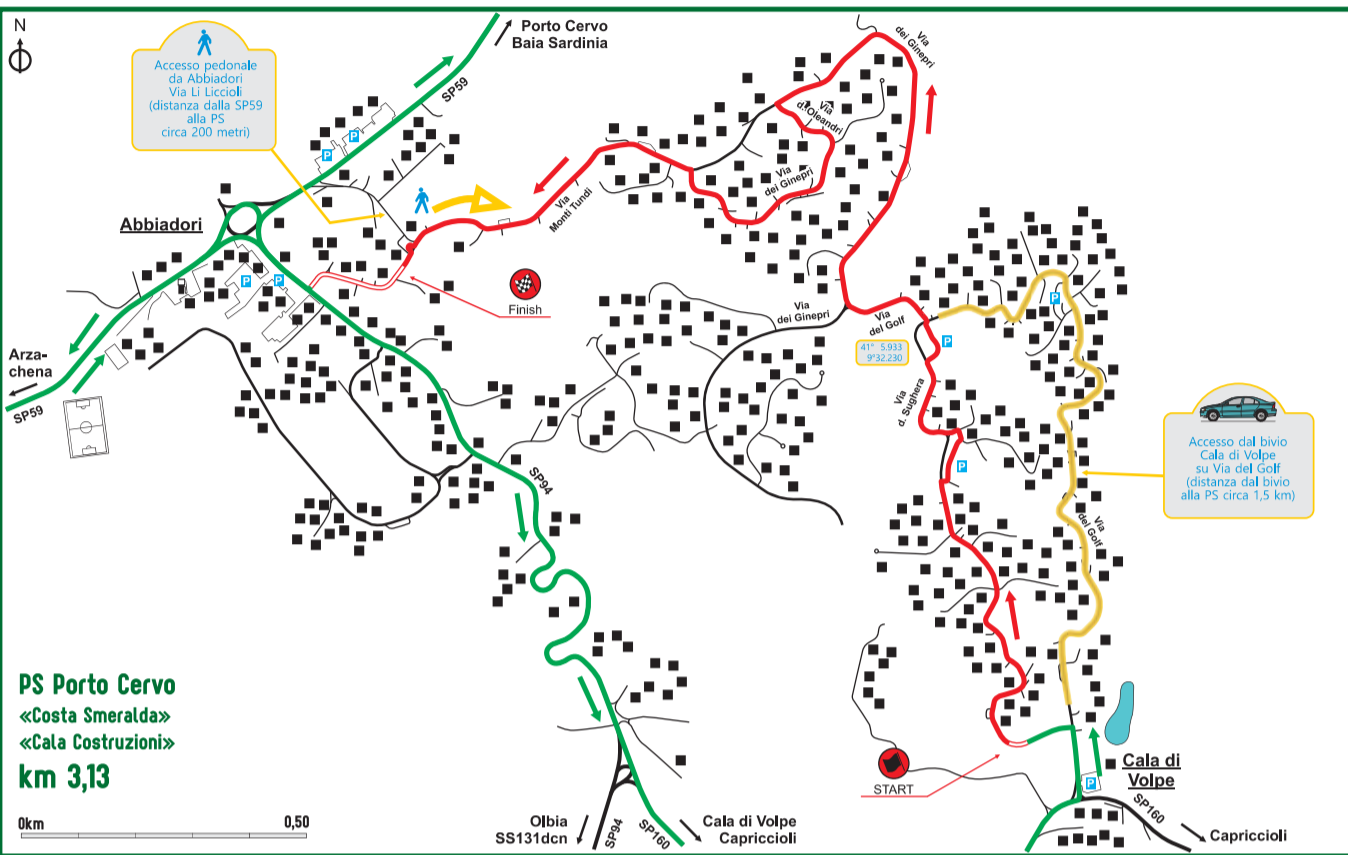 N
Porto Cervo
Baia Sardinia
Accesso pedonale
da Abbiadori
Via Li Liccioli
(distanza dalla SP59
alla PS
circa 200 metri)
SP59
P
P
Via
dei Ginepri
Via
d. Oleandri
Via
dei Ginepri
Via
Monti Tundi
Abbiadori
P
P
Finish
Via
dei Ginepri
Via
del Golf
41° 5.933
9°32.230
P
P
Via
d. Sughera
P
Arza-
chena
SP59
Accesso dal bivio
Cala di Volpe
su Via del Golf
(distanza dal bivio
alla PS circa 1,5 km)
SP94
Via
del Golf
PS Porto Cervo
«Costa Smeralda»
«Cala Costruzioni»
km 3,13
0km
0,50
START
P
Cala di
Volpe
SP160
Capriccioli
Olbia
SS131dcn
SP94
SP160
Cala di Volpe
Capriccioli